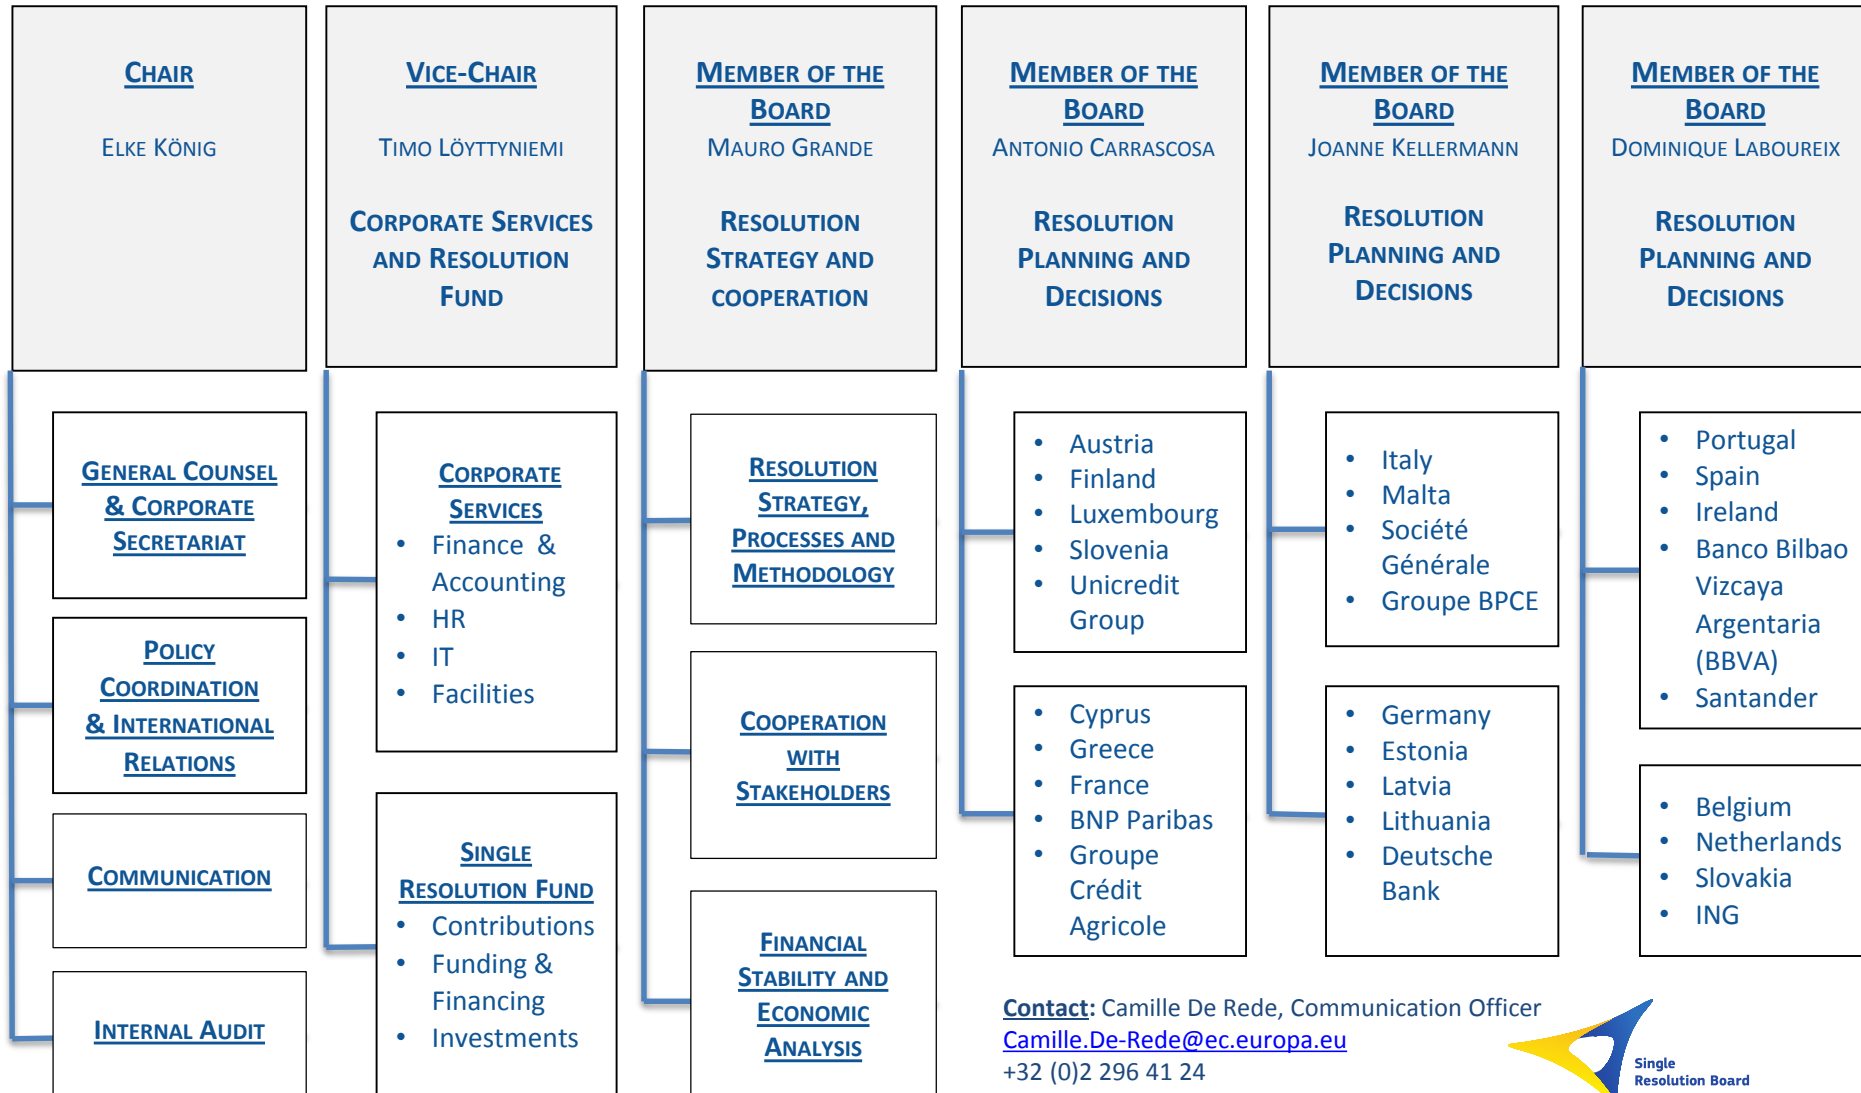 CHAIR
ELKE KÖNIG
VICE-CHAIR
TIMO LÖYTTYNIEMI
CORPORATE SERVICES
AND RESOLUTION
FUND
MEMBER OF THE
BOARD
MAURO GRANDE
RESOLUTION
STRATEGY AND
COOPERATION
MEMBER OF THE
BOARD
ANTONIO CARRASCOSA
RESOLUTION
PLANNING AND
DECISIONS
MEMBER OF THE
BOARD
JOANNE KELLERMANN
RESOLUTION
PLANNING AND
DECISIONS
MEMBER OF THE
BOARD
DOMINIQUE LABOUREIX
RESOLUTION
PLANNING AND
DECISIONS
GENERAL COUNSEL
& CORPORATE
SECRETARIAT
POLICY
COORDINATION
& INTERNATIONAL
RELATIONS
COMMUNICATION
INTERNAL AUDIT
CORPORATE
SERVICES
• Finance &
Accounting
• HR
• IT
• Facilities
SINGLE
RESOLUTION FUND
• Contributions
• Funding &
Financing
• Investments
RESOLUTION
STRATEGY,
PROCESSES AND
METHODOLOGY
COOPERATION
WITH
STAKEHOLDERS
FINANCIAL
STABILITY AND
ECONOMIC
ANALYSIS
• Austria
• Finland
• Luxembourg
• Slovenia
• Unicredit
Group
• Cyprus
• Greece
• France
• BNP Paribas
• Groupe
Crédit
Agricole
• Italy
• Malta
• Société
Générale
• Groupe BPCE
• Germany
• Estonia
• Latvia
• Lithuania
• Deutsche
Bank
• Portugal
• Spain
• Ireland
• Banco Bilbao
Vizcaya
Argentaria
(BBVA)
• Santander
• Belgium
• Netherlands
• Slovakia
• ING
Contact: Camille De Rede, Communication Officer
Camille.De-Rede@ec.europa.eu
+32 (0)2 296 41 24
Single
Resolution Board